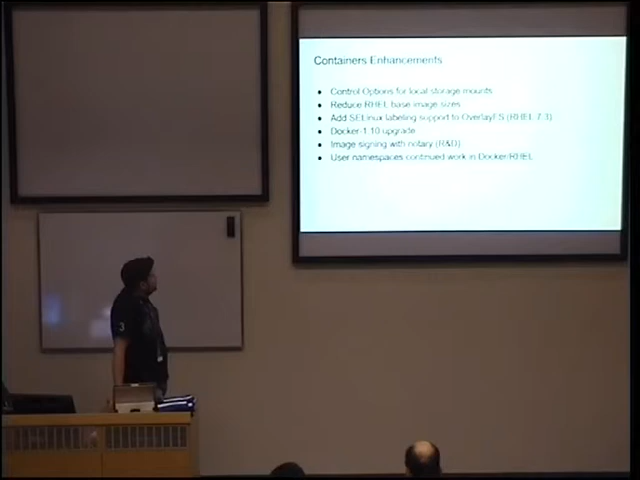 Containers Enhancements
Control Options for local storage mounts
Reduce RHEL base image sizes
Add SELinux labeling support to OverlayFS (RHEL 7.3)
Docker-1.10 upgrade
Image signing with notary (R&D)
User namespaces continued work in Docker/RHEL
3